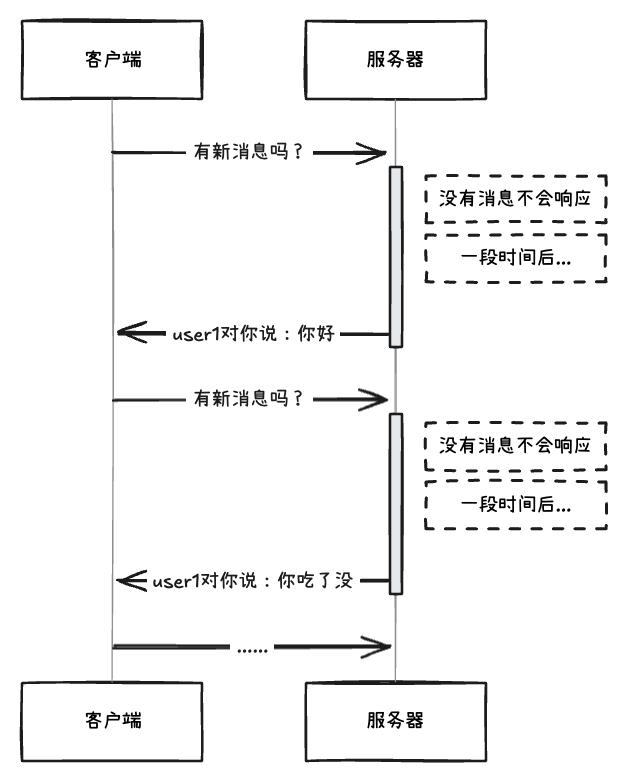 客户端
服务器
有新消息吗？
没有消息不会响应
一段时间后...
user1对你说：你好
有新消息吗？
没有消息不会响应
一段时间后...
user1对你说：你吃了没
......
客户端
服务器